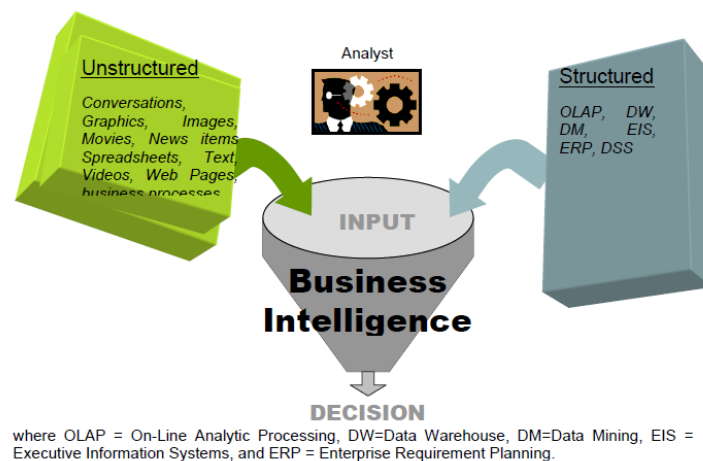 Analyst
Unstructured
Conversations,
Graphics, Images,
Movies, News items
Spreadsheets, Text,
Videos, Web Pages,
business processes
Structured
OLAP, DW,
DM, EIS,
ERP, DSS
INPUT
Business
Intelligence
DECISION
where OLAP = On-Line Analytic Processing, DW=Data Warehouse, DM=Data Mining, EIS =
Executive Information Systems, and ERP = Enterprise Requirement Planning.